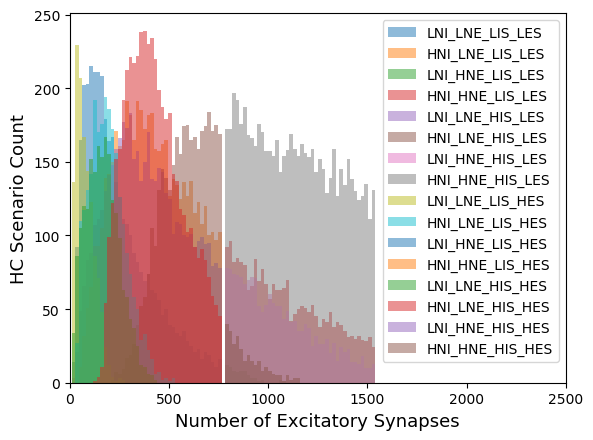 HC Scenario Count
250
200
150
100
50
0
0
500
1000
1500
2000
2500
Number of Excitatory Synapses
LNI_LNE_LIS_LES
HNI_LNE_LIS_LES
LNI_HNE_LIS_LES
HNI_HNE_LIS_LES
LNI_LNE_HIS_LES
HNI_LNE_HIS_LES
LNI_HNE_HIS_LES
HNI_HNE_HIS_LES
LNI_LNE_LIS_HES
HNI_LNE_LIS_HES
LNI_HNE_LIS_HES
HNI_HNE_LIS_HES
LNI_LNE_HIS_HES
HNI_LNE_HIS_HES
LNI_HNE_HIS_HES
HNI_HNE_HIS_HES